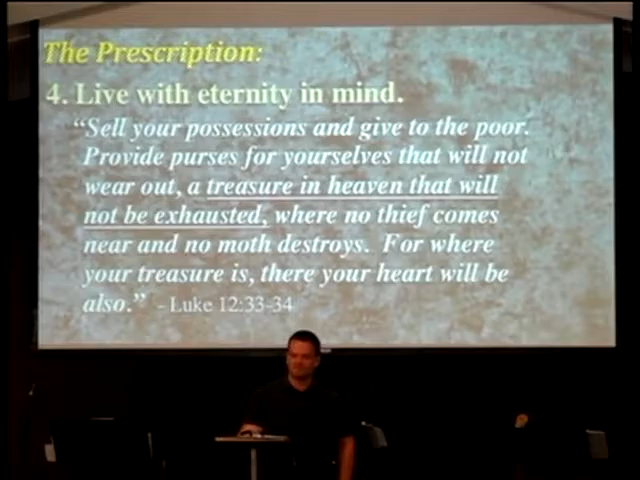 The Prescription:
4. Live with eternity in mind.
“Sell your possessions and give to the poor.
Provide purses for yourselves that will not
wear out, a treasure in heaven that will
not be exhausted, where no thief comes
near and no moth destroys. For where
your treasure is, there your heart will be
also.” - Luke 12:33-34